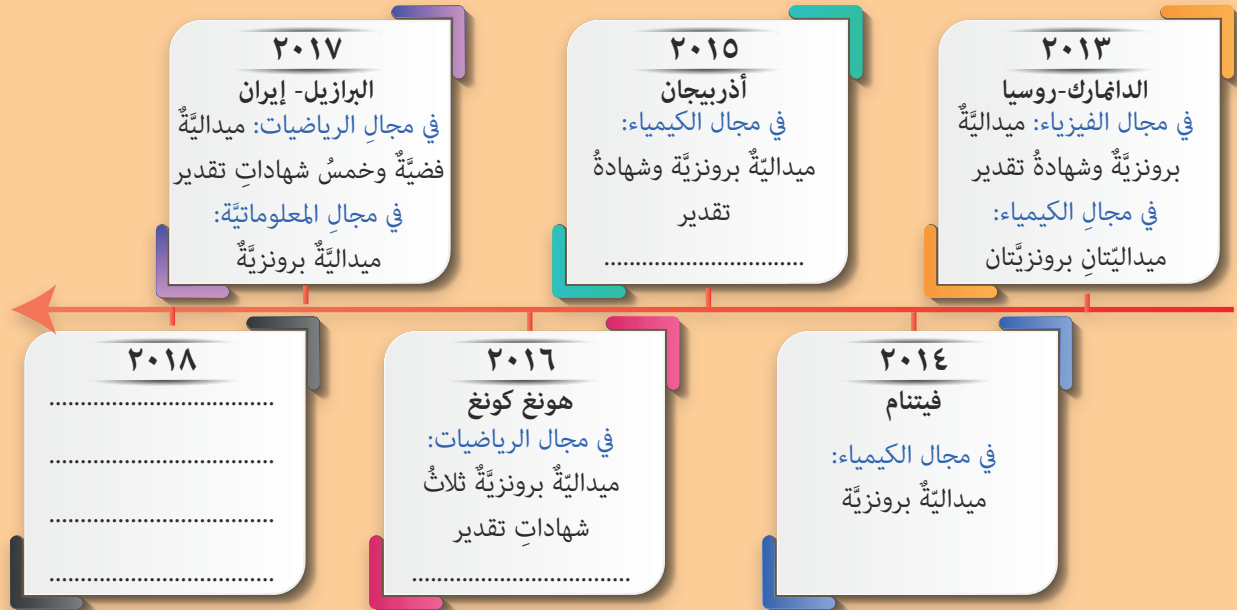 ٢٠١٣
الدانمارك-روسيا
في مجال الفيزياء: ميداليَّةٌ
برونزيَّةٌ وشهادةُ تقدير
في مجالِ الكيمياء:
ميداليّتانِ برونزيَّتان
٢٠١٤
فيتنام
في مجال الكيمياء:
ميداليّةٌ برونزيَّة
٢٠١٥
أذربيجان
في مجال الكيمياء:
ميداليّةٌ برونزيَّة وشهادةُ
تقدير
................................
٢٠١٦
هونغ كونغ
في مجال الرياضيات:
ميداليّةٌ برونزيَّةٌ ثلاثُ
شهاداتِ تقدير
...................................
٢٠١٧
البرازيل- إيران
في مجالِ الرياضيات: ميداليَّةٌ
فضيَّةٌ وخمسُ شهاداتِ تقدير
في مجالِ المعلوماتيَّة:
ميداليَّةٌ برونزيَّةٌ
٢٠١٨
....................................
....................................
....................................
....................................